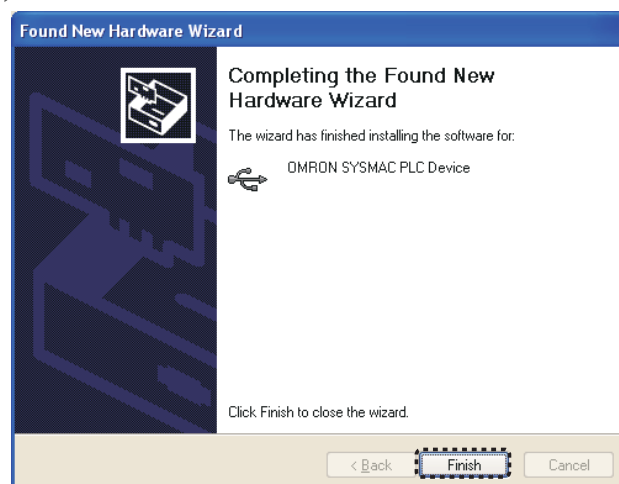 Found New Hardware Wizard
Completing the Found New
Hardware Wizard
The wizard has finished installing the software for:
OMRON SYSMAC PLC Device
Click Finish to close the wizard.
< Back
Finish
Cancel